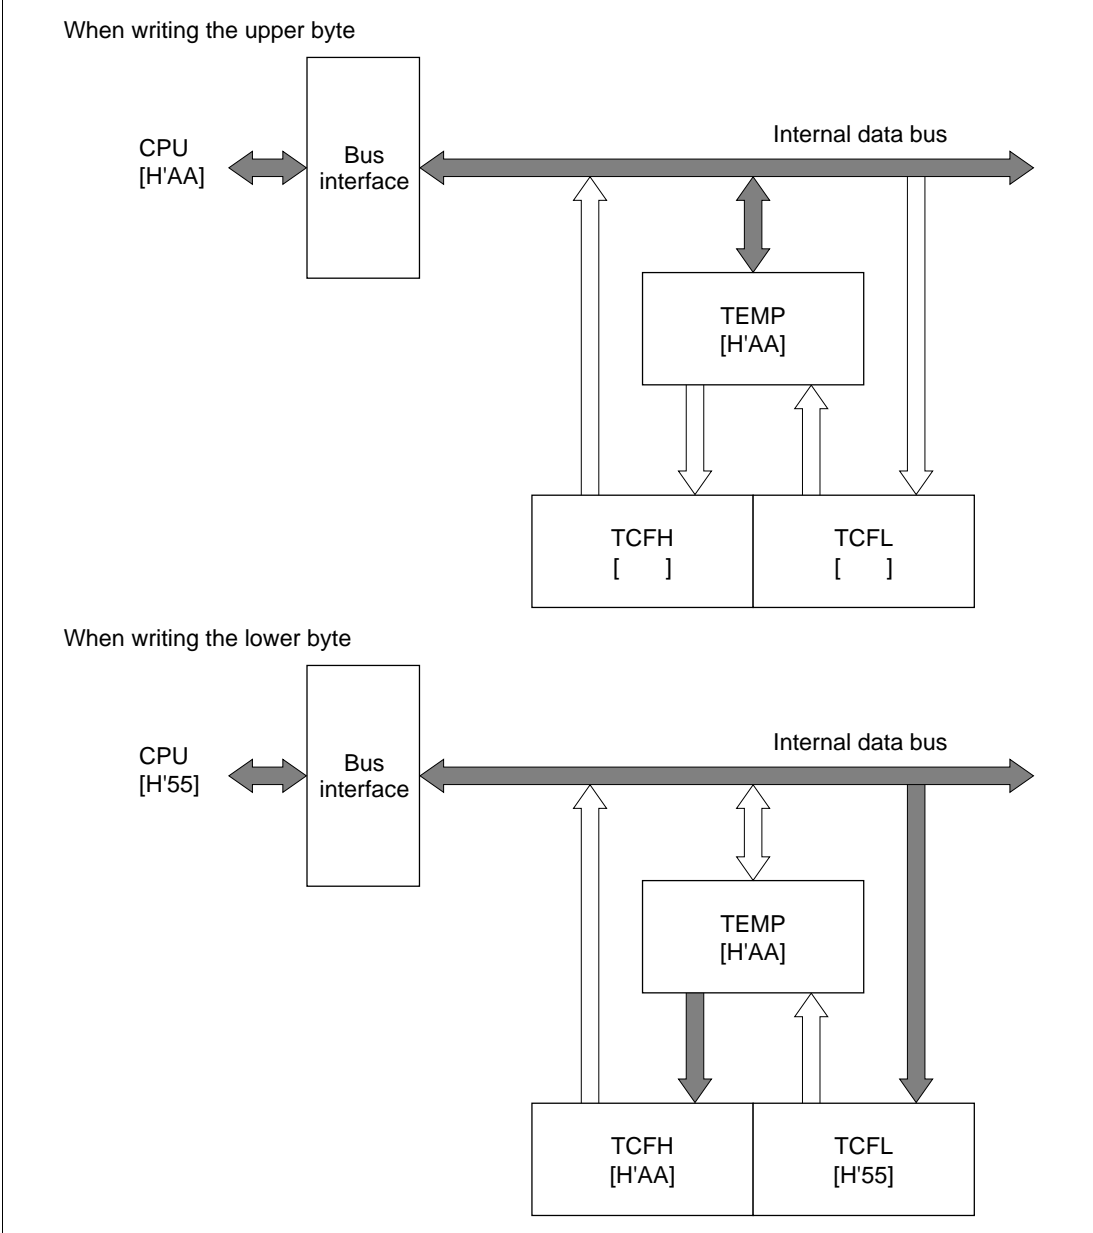 When writing the upper byte
CPU
[H'AA]
Bus
interface
Internal data bus
TEMP
[H'AA]
TCFH
[ ]
TCFL
[ ]
When writing the lower byte
CPU
[H'55]
Bus
interface
Internal data bus
TEMP
[H'AA]
TCFH
[H'AA]
TCFL
[H'55]